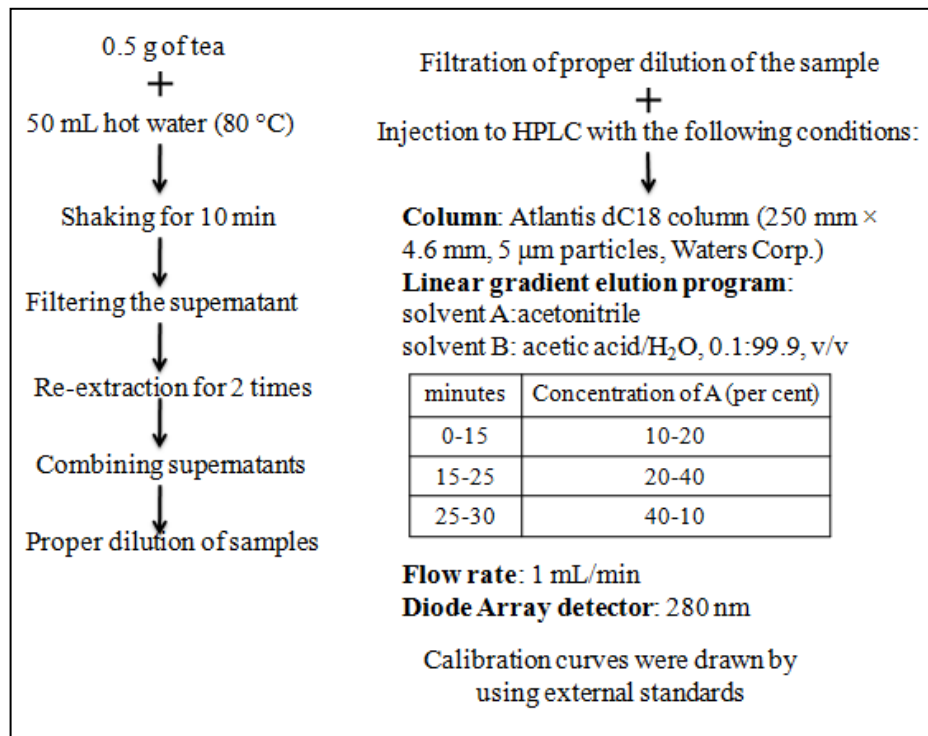 0.5 g of tea
+
50 mL hot water (80 °C)
Shaking for 10 min
Filtering the supernatant
Re-extraction for 2 times
Combining supernatants
Proper dilution of samples
Filtration of proper dilution of the sample
+
Injection to HPLC with the following conditions:
Column: Atlantis dC18 column (250 mm ×
4.6 mm, 5 μm particles, Waters Corp.)
Linear gradient elution program:
solvent A:acetonitrile
solvent B: acetic acid/H₂O, 0.1:99.9, v/v
minutes Concentration of A (per cent)
0-15 10-20
15-25 20-40
25-30 40-10
Flow rate: 1 mL/min
Diode Array detector: 280 nm
Calibration curves were drawn by
using external standards